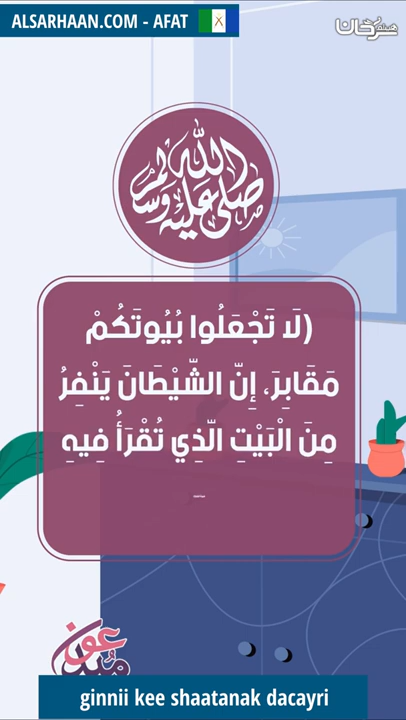 ALSARHAAN.COM - AFAT
سرحان
صلى الله عليه وسلم
(لَا تَجْعَلُوا بُيُوتَكُمْ
مَقَابِرَ، إِنَّ الشَّيْطَانَ يَنْفِرُ
مِنَ الْبَيْتِ الَّذِي تُقْرَأُ فِيهِ
ginnii kee shaatanak dacayri